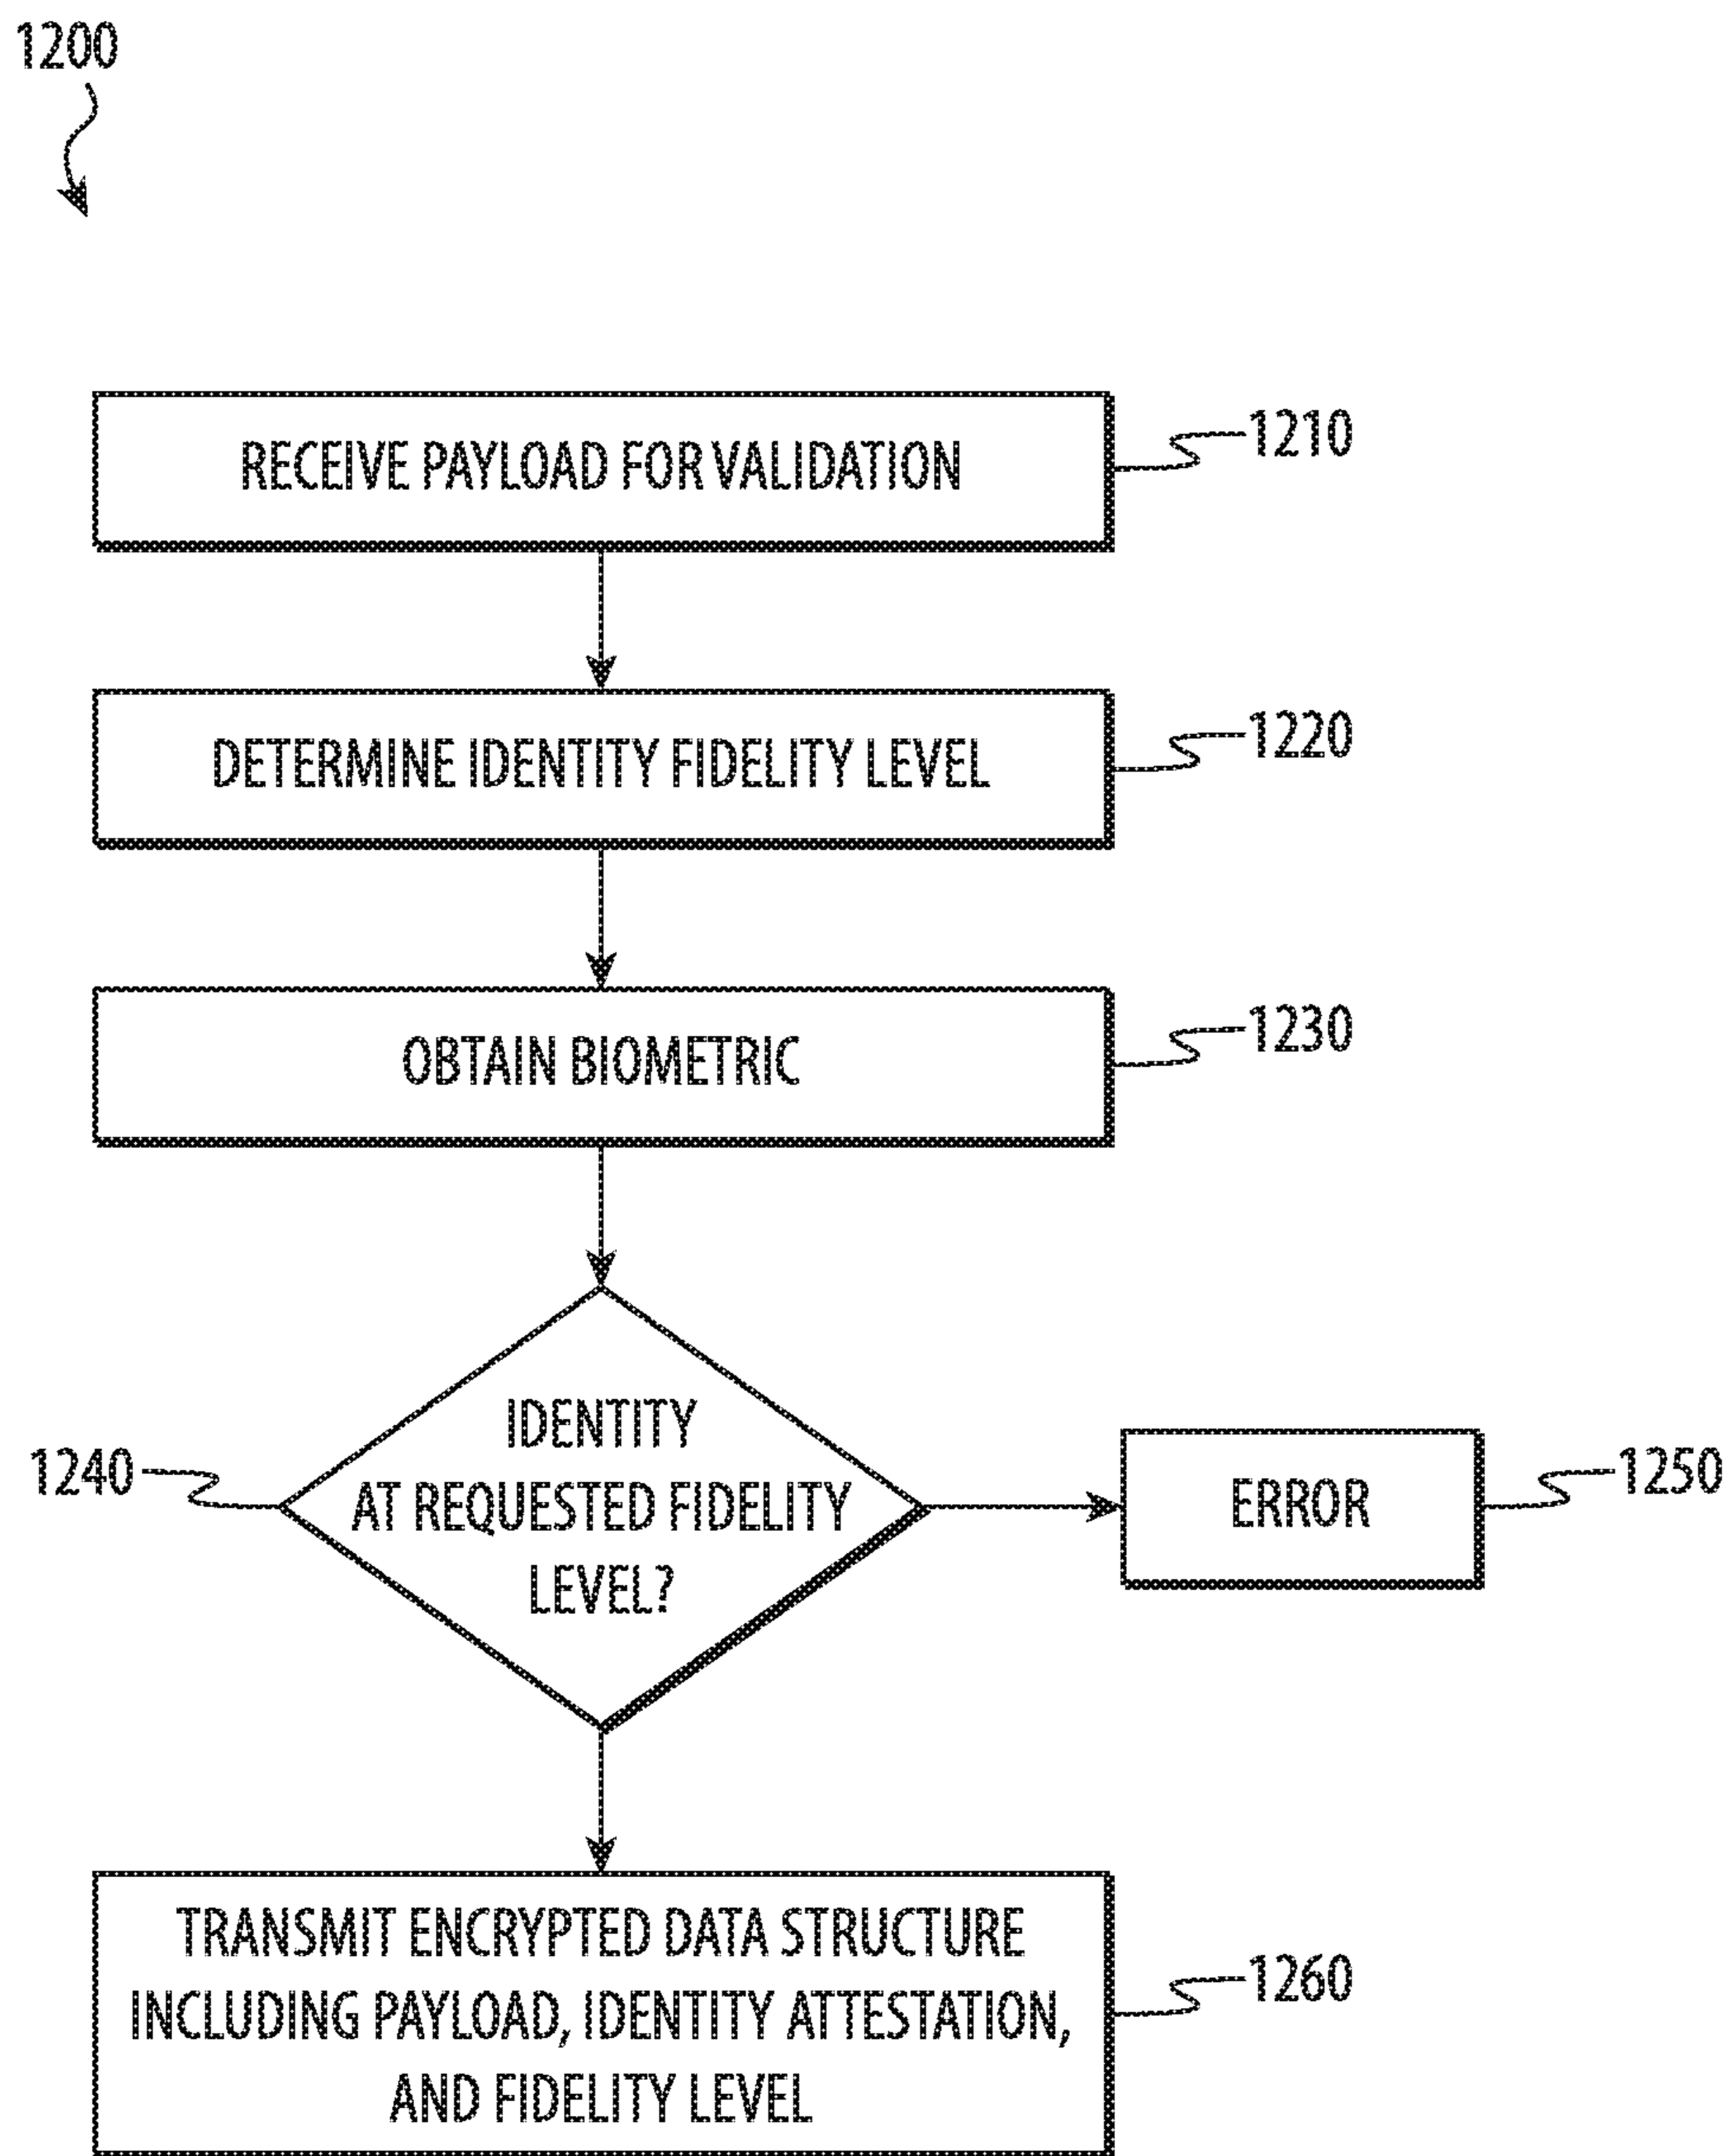 1200
RECEIVE PAYLOAD FOR VALIDATION
1210
DETERMINE IDENTITY FIDELITY LEVEL
1220
OBTAIN BIOMETRIC
1230
IDENTITY
AT REQUESTED FIDELITY
LEVEL?
1240
ERROR
1250
TRANSMIT ENCRYPTED DATA STRUCTURE
INCLUDING PAYLOAD, IDENTITY ATTESTATION,
AND FIDELITY LEVEL
1260